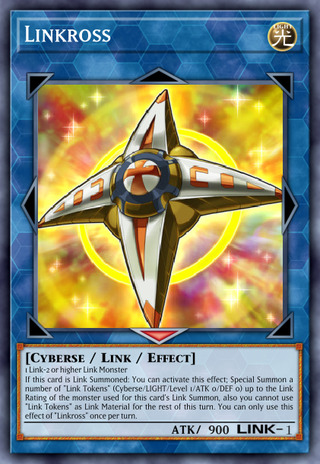 Linkross
LIGHT
光
[Cyberse / Link / Effect]
1 Link-2 or higher Link Monster
If this card is Link Summoned: You can activate this effect; Special Summon a
number of "Link Tokens" (Cyberse/LIGHT/Level 1/ATK 0/DEF 0) up to the Link
Rating of the monster used for this card's Link Summon, also you cannot use
"Link Tokens" as Link Material for the rest of this turn. You can only use this
effect of "Linkross" once per turn.
ATK/ 900 LINK-1